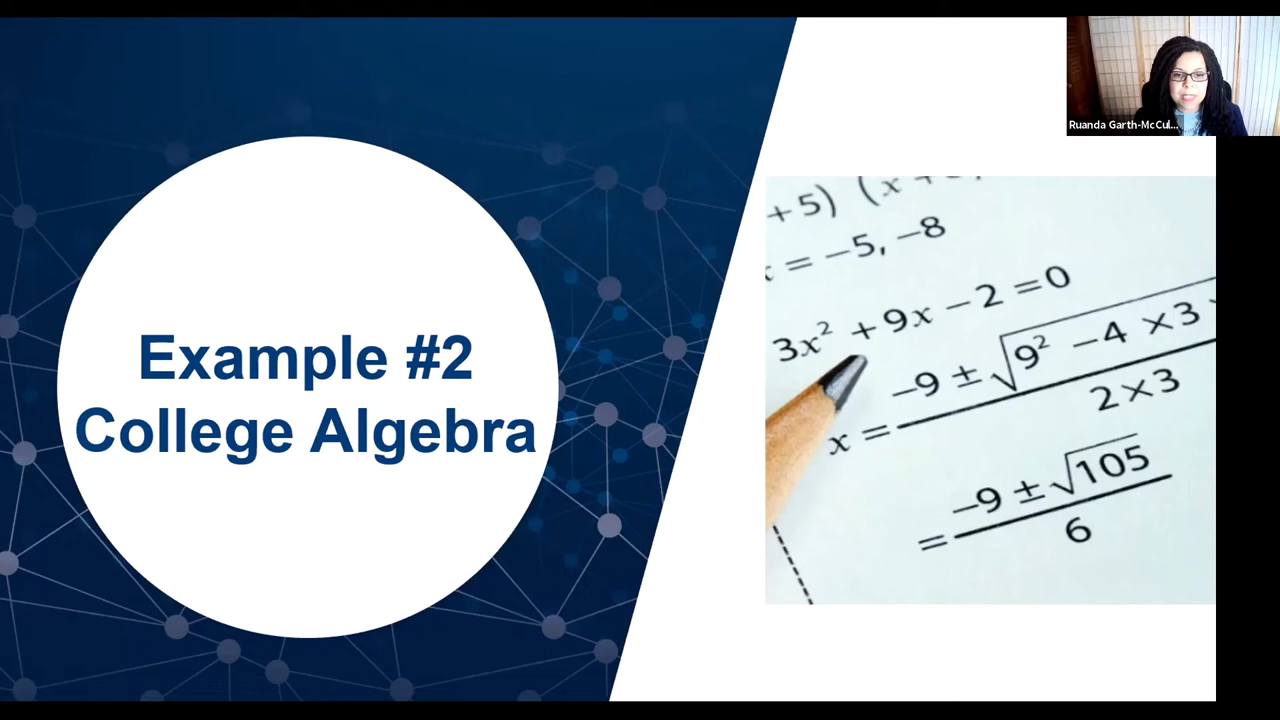 Example #2
College Algebra
Ruanda Garth-McCul...
+5) (x +
= −5, −8
3x² + 9x − 2 = 0
x = −9 ± √9² − 4 × 3
2 × 3
= −9 ± √105
6